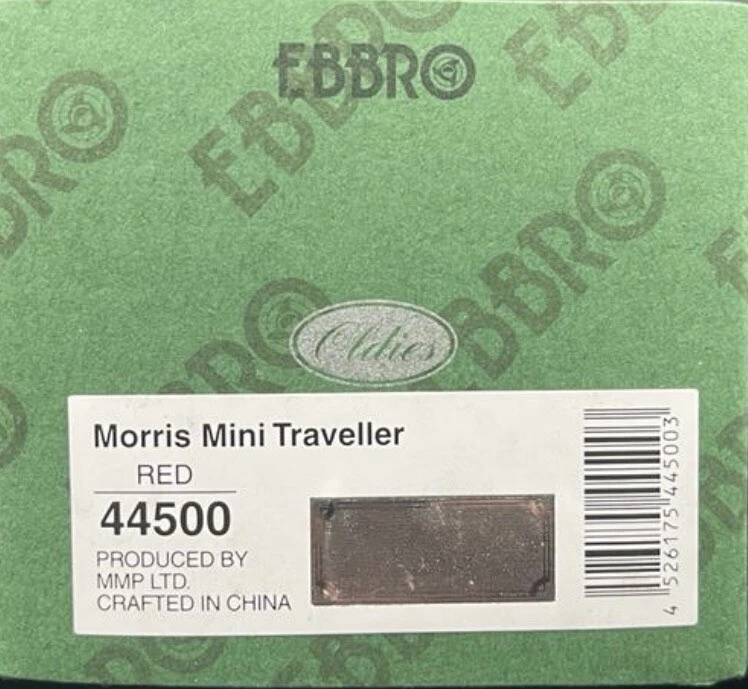 EBBRO
Oldies
Morris Mini Traveller
RED
44500
PRODUCED BY
MMP LTD.
CRAFTED IN CHINA
4 526175 445003